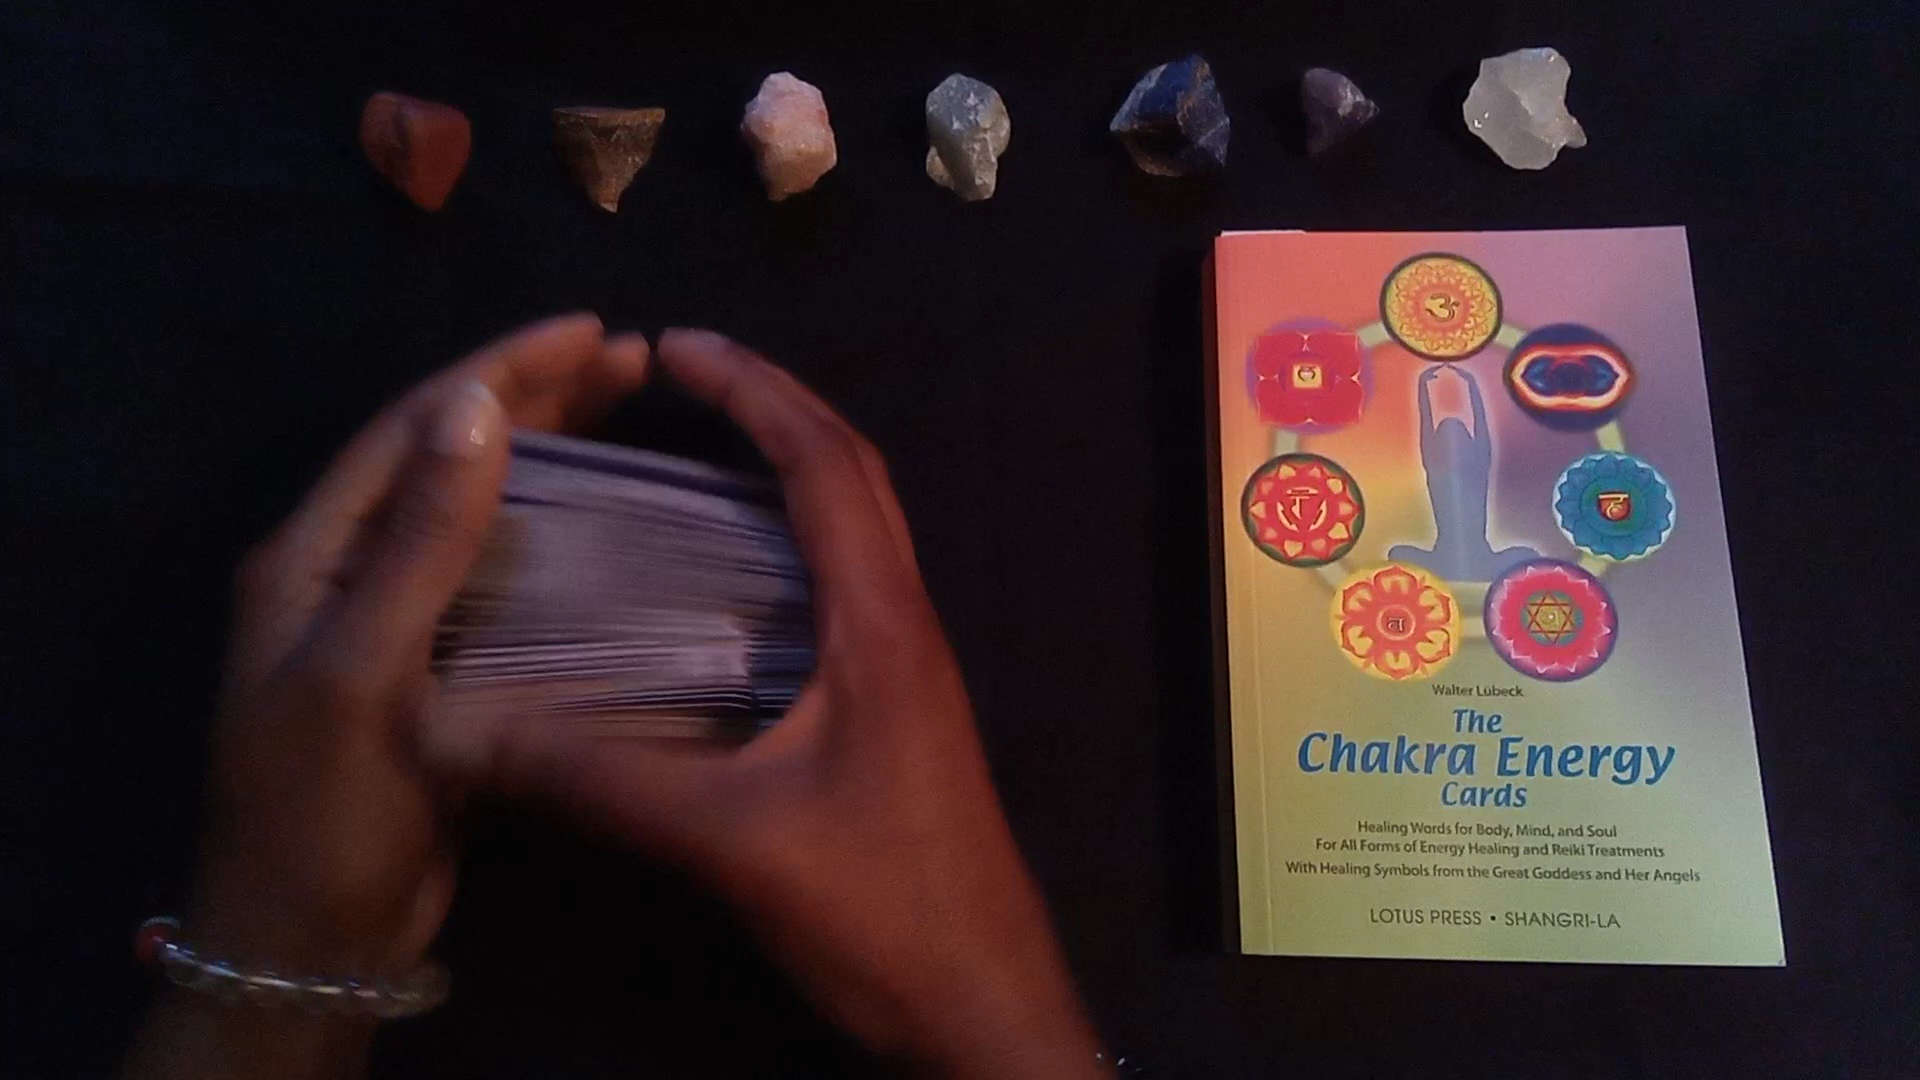 Walter Lübeck
The
Chakra Energy
Cards
Healing Words for Body, Mind, and Soul
For All Forms of Energy Healing and Reiki Treatments
With Healing Symbols from the Great Goddess and Her Angels
LOTUS PRESS • SHANGRI-LA